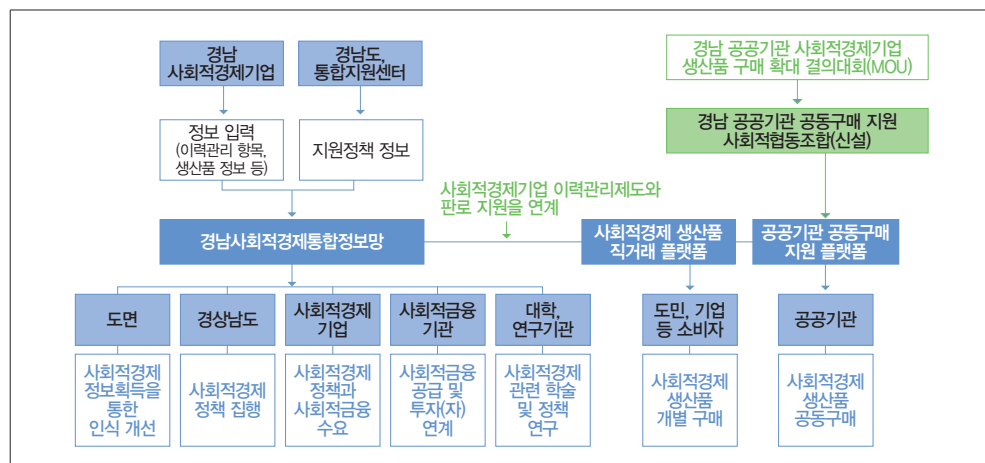 경남
사회적경제기업
경남도,
통합지원센터
경남 공공기관 사회적경제기업
생산품 구매 확대 결의대회(MOU)
정보 입력
(이력관리 항목,
생산품 정보 등)
지원정책 정보
경남 공공기관 공동구매 지원
사회적협동조합(신설)
사회적경제기업 이력관리제도와
판로 지원을 연계
경남사회적경제통합정보망
사회적경제 생산품
직거래 플랫폼
공공기관 공동구매
지원 플랫폼
도면
경상남도
사회적경제
기업
사회적금융
기관
대학,
연구기관
도민, 기업
등 소비자
공공기관
사회적경제
정보획득을
통한
인식 개선
사회적경제
정책 집행
사회적경제
정책과
사회적금융
수요
사회적금융
공급 및
투자(자)
연계
사회적경제
관련 학술
및 정책
연구
사회적경제
생산품
개별 구매
사회적경제
생산품
공동구매